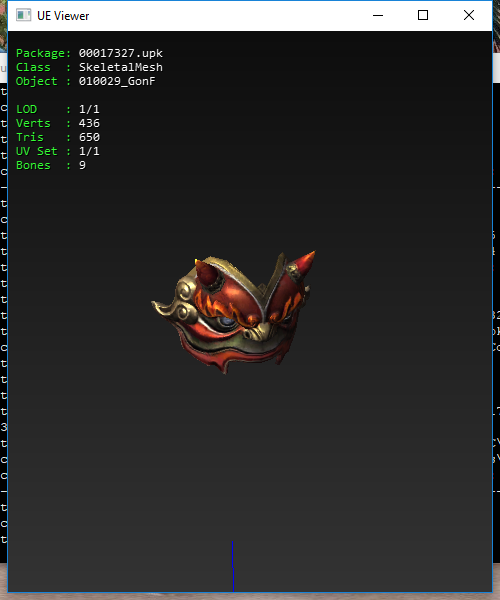 UE Viewer
Package: 00017327.upk
Class : SkeletalMesh
Object : 010029_GonF
LOD : 1/1
Verts : 436
Tris : 650
UV Set : 1/1
Bones : 9